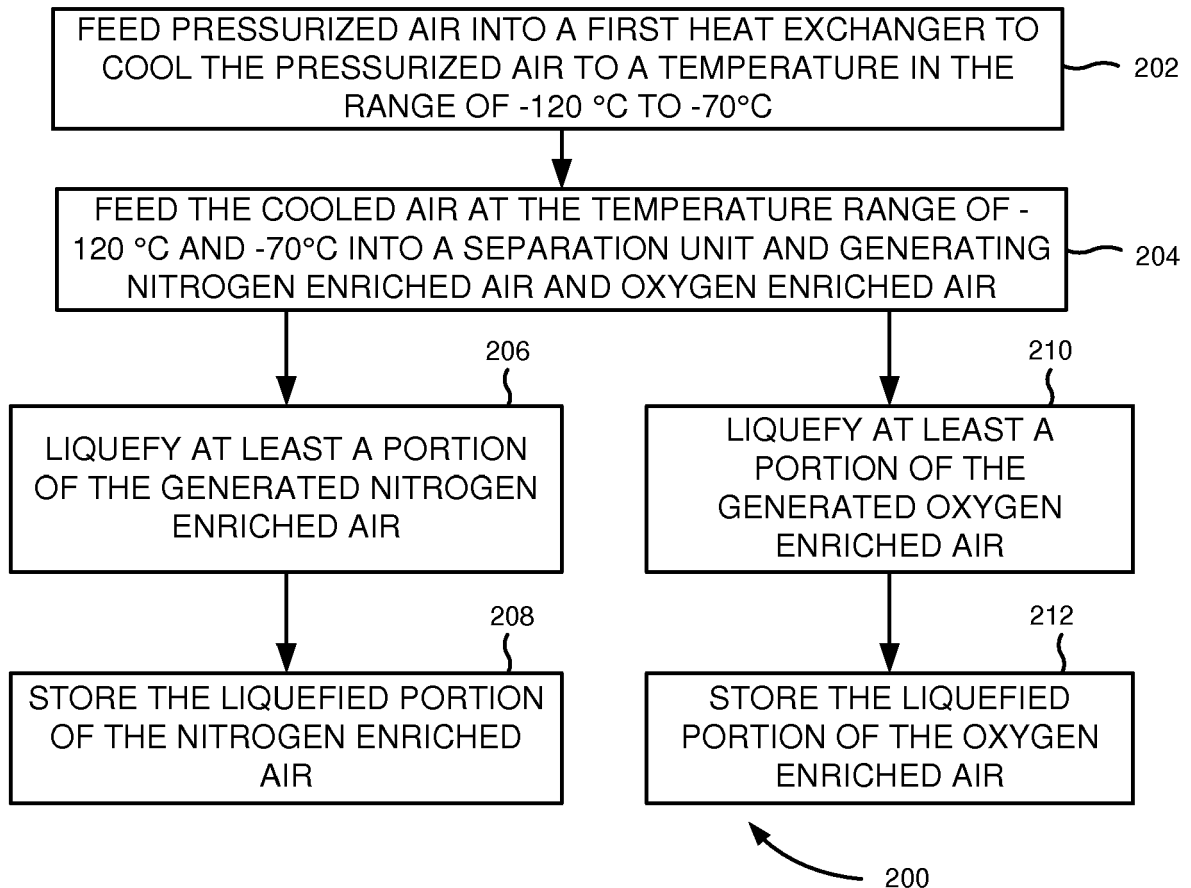 FEED PRESSURIZED AIR INTO A FIRST HEAT EXCHANGER TO
COOL THE PRESSURIZED AIR TO A TEMPERATURE IN THE
RANGE OF -120 °C TO -70°C
202
FEED THE COOLED AIR AT THE TEMPERATURE RANGE OF -
120 °C AND -70°C INTO A SEPARATION UNIT AND GENERATING
NITROGEN ENRICHED AIR AND OXYGEN ENRICHED AIR
204
206
LIQUEFY AT LEAST A PORTION
OF THE GENERATED NITROGEN
ENRICHED AIR
210
LIQUEFY AT LEAST A
PORTION OF THE
GENERATED OXYGEN
ENRICHED AIR
208
STORE THE LIQUEFIED PORTION
OF THE NITROGEN ENRICHED
AIR
212
STORE THE LIQUEFIED
PORTION OF THE OXYGEN
ENRICHED AIR
200